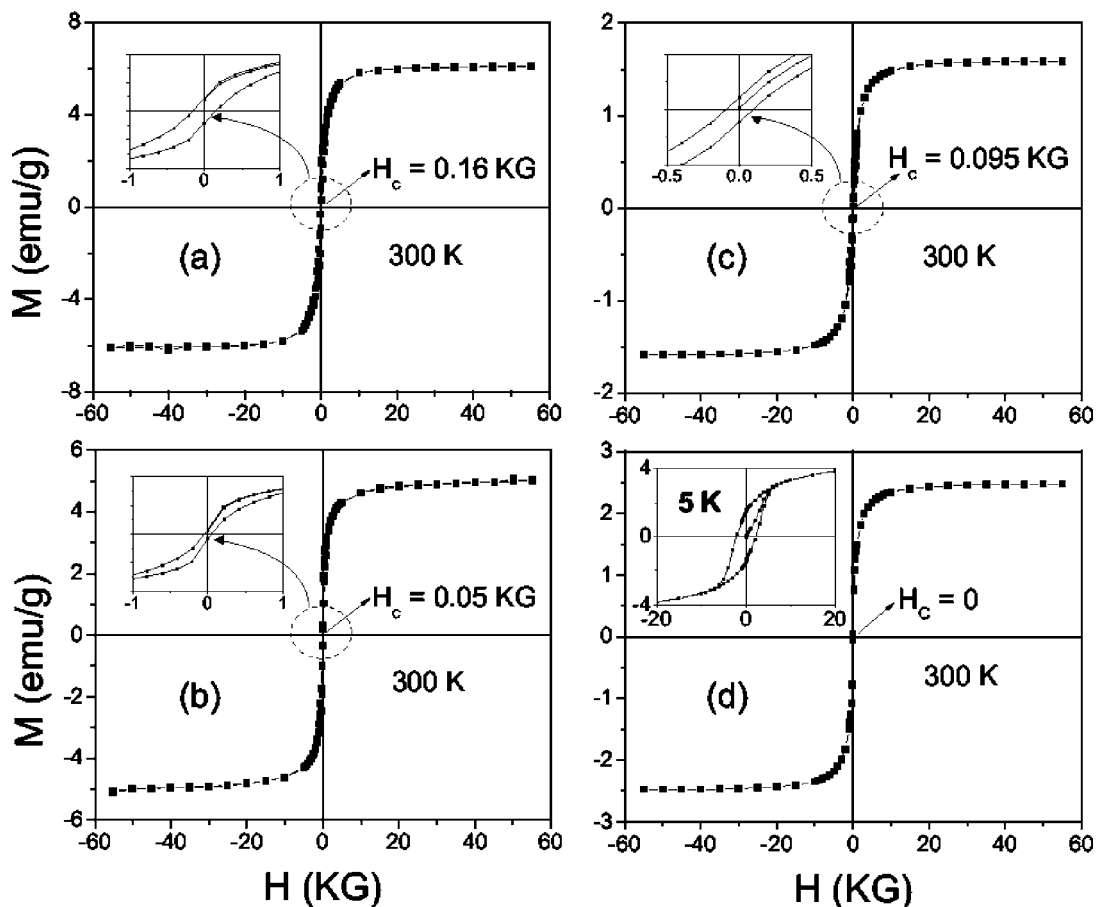 8
4
0
-4
-8
M (emu/g)
-60 -40 -20 0 20 40 60
-1 0 1
H_c = 0.16 KG
(a)
300 K
2
1
0
-1
-2
-60 -40 -20 0 20 40 60
-0.5 0.0 0.5
H_c = 0.095 KG
(c)
300 K
6
4
2
0
-2
-4
-6
M (emu/g)
-60 -40 -20 0 20 40 60
H (KG)
-1 0 1
H_c = 0.05 KG
(b)
300 K
3
2
1
0
-1
-2
-3
-60 -40 -20 0 20 40 60
H (KG)
5 K
4
0
-4
-20 0 20
H_c = 0
(d)
300 K